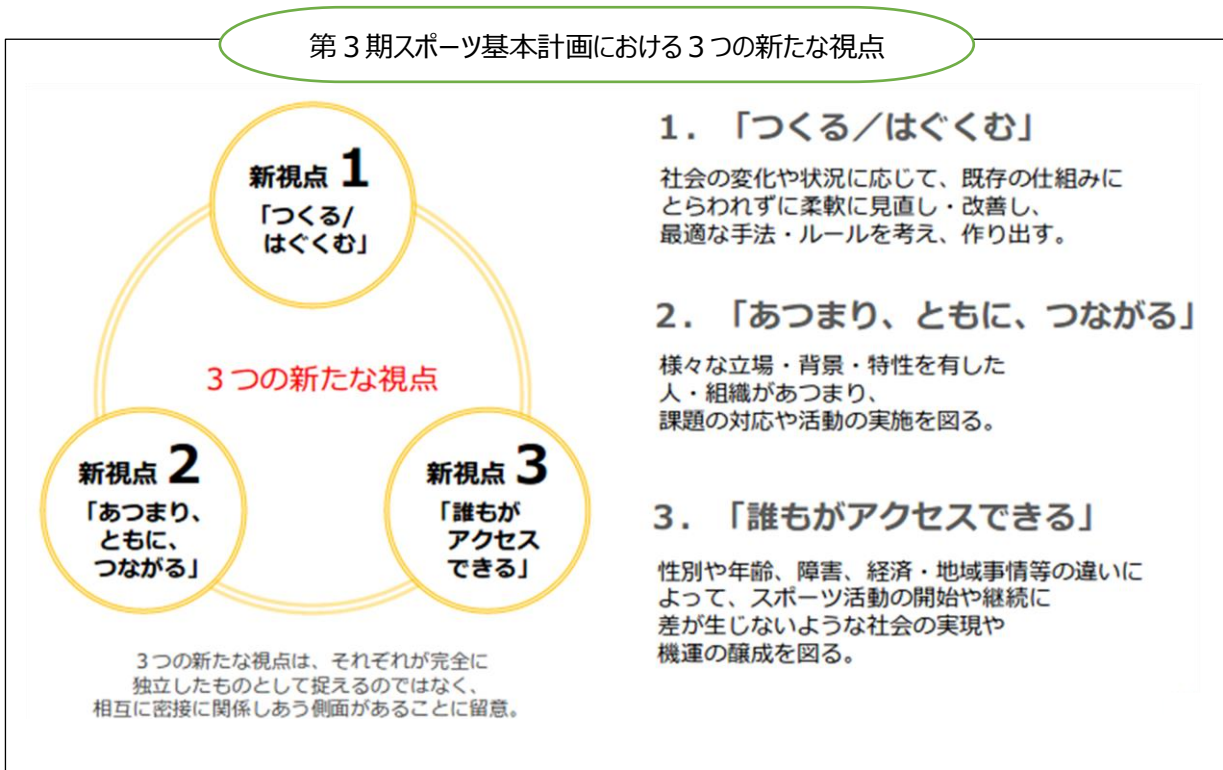 第３期スポーツ基本計画における３つの新たな視点
新視点 1
「つくる/
はぐくむ」
３つの新たな視点
新視点 2
「あつまり、
ともに、
つながる」
新視点 3
「誰もが
アクセス
できる」
３つの新たな視点は、それぞれが完全に
独立したものとして捉えるのではなく、
相互に密接に関係しあう側面があることに留意。
１．「つくる／はぐくむ」
社会の変化や状況に応じて、既存の仕組みに
とらわれずに柔軟に見直し・改善し、
最適な手法・ルールを考え、作り出す。
２．「あつまり、ともに、つながる」
様々な立場・背景・特性を有した
人・組織があつまり、
課題の対応や活動の実施を図る。
３．「誰もがアクセスできる」
性別や年齢、障害、経済・地域事情等の違いに
よって、スポーツ活動の開始や継続に
差が生じないような社会の実現や
機運の醸成を図る。